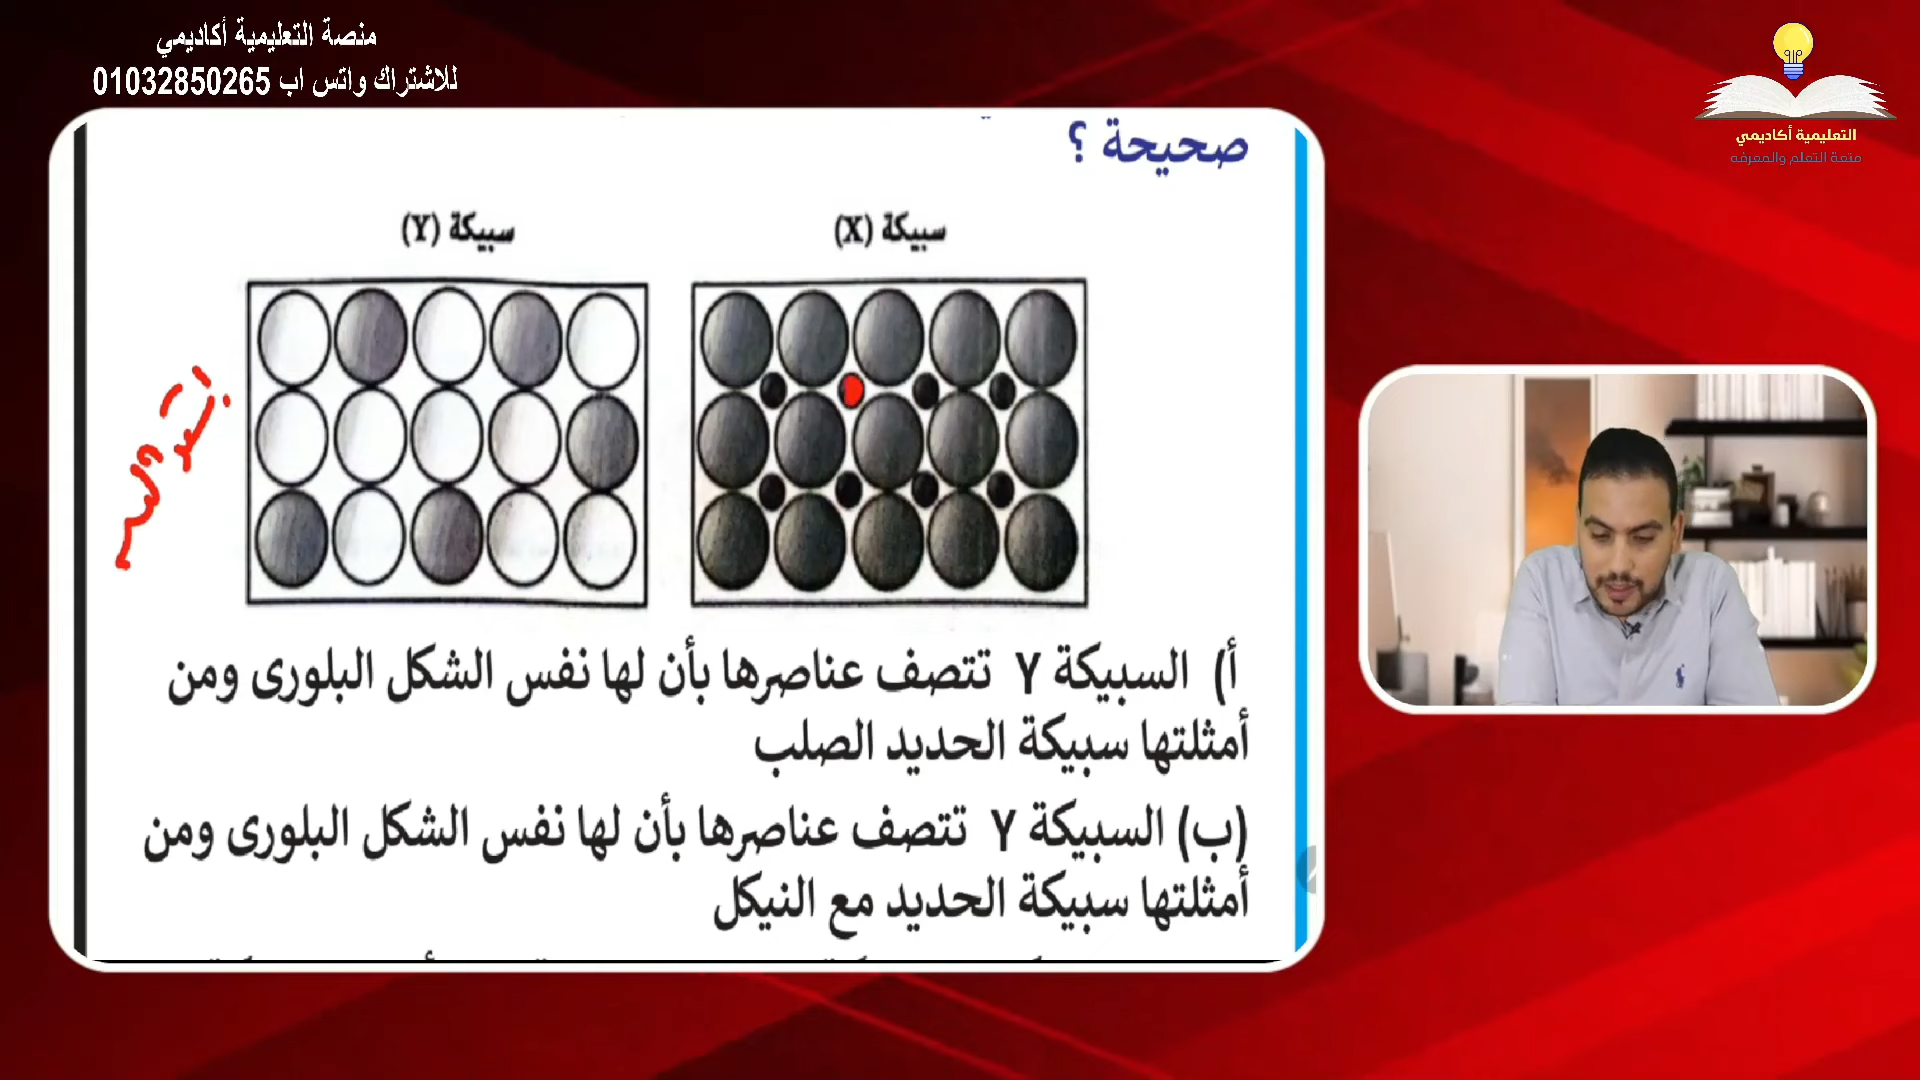 منصة التعليمية أكاديمي
للاشتراك واتس اب 01032850265
التعليمية أكاديمي
متعة التعلم والمعرفه
صحيحة ؟
سبيكة (X)
سبيكة (Y)
أ) السبيكة Y تتصف عناصرها بأن لها نفس الشكل البلورى ومن
أمثلتها سبيكة الحديد الصلب
(ب) السبيكة Y تتصف عناصرها بأن لها نفس الشكل البلورى ومن
أمثلتها سبيكة الحديد مع النيكل